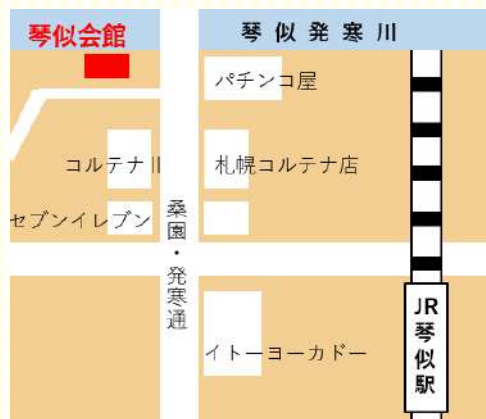 琴似会館
琴似発寒川
パチンコ屋
コルテナⅡ
札幌コルテナ店
セブンイレブン
桑園・発寒通
イトーヨーカドー
JR琴似駅